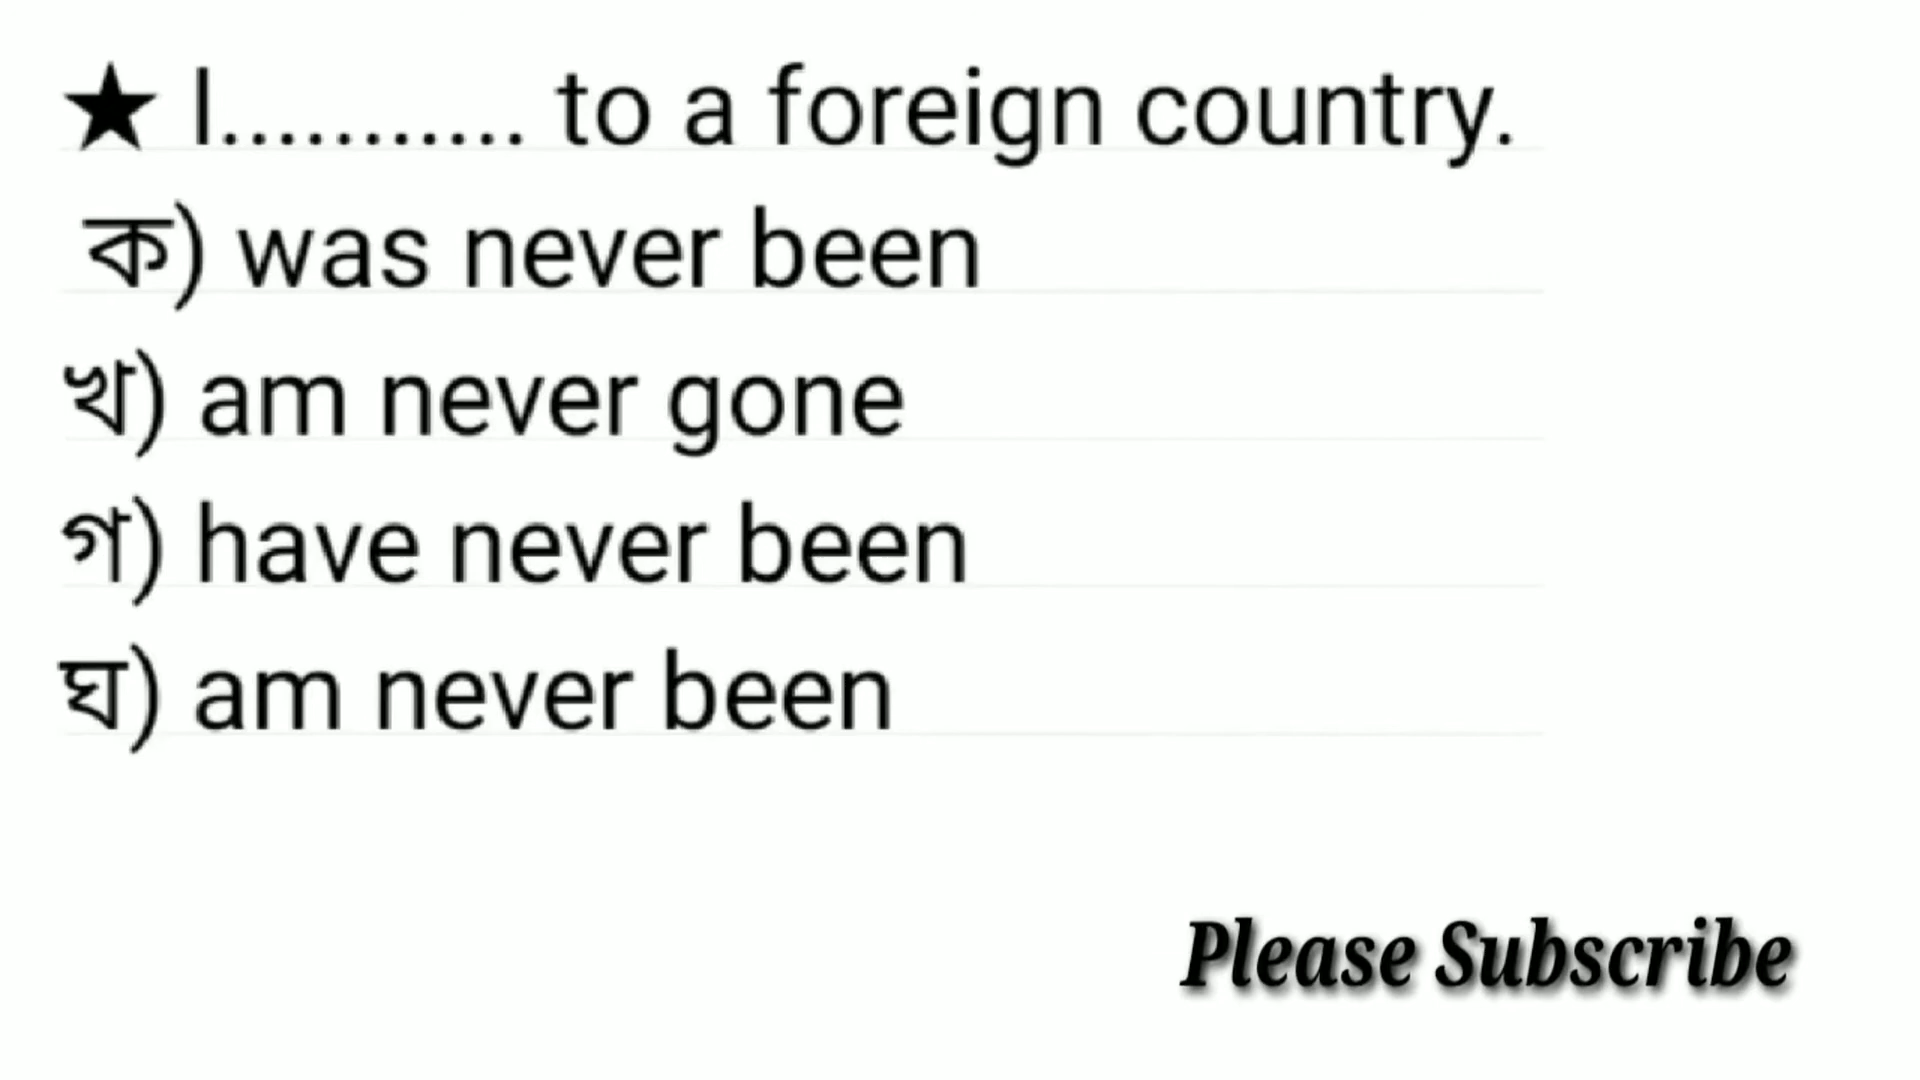 ★ I........... to a foreign country.
ক) was never been
খ) am never gone
গ) have never been
ঘ) am never been
Please Subscribe